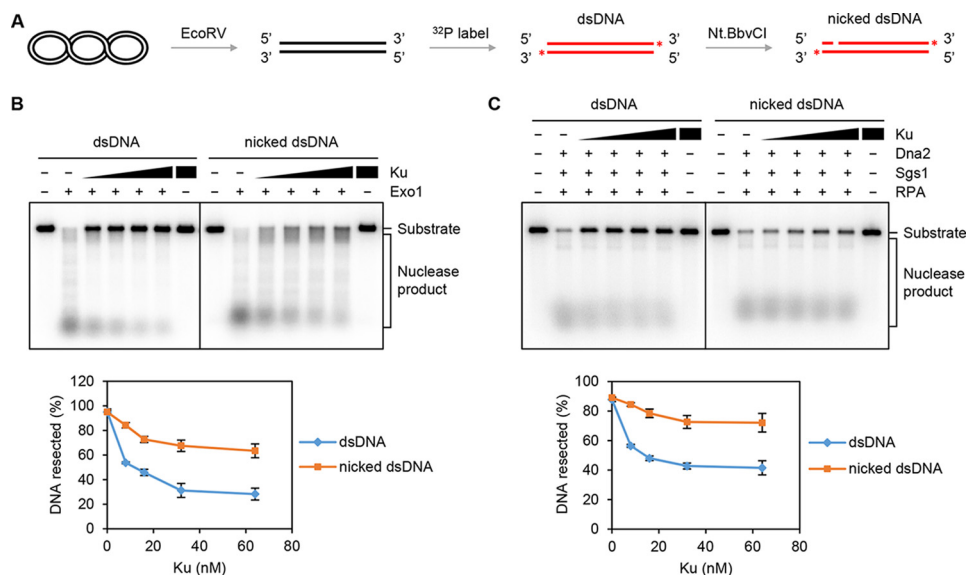 A
EcoRV
5' 3'
3' 5'
³²P label
dsDNA
5' 3'
* 3' 5' *
Nt.BbvCI
nicked dsDNA
5' 3'
* 3' 5' *
B
dsDNA nicked dsDNA
Ku
– – – – – –
– + + + + + – – + + + + + – Exo1
Substrate
Nuclease
product
DNA resected (%)
120
100
80
60
40
20
0
0 20 40 60 80
Ku (nM)
dsDNA
nicked dsDNA
C
dsDNA nicked dsDNA
– – – – Ku
– + + + + + – – + + + + + – Dna2
– + + + + + – – + + + + + – Sgs1
– + + + + + – – + + + + + – RPA
Substrate
Nuclease
product
DNA resected (%)
100
80
60
40
20
0
0 20 40 60 80
Ku (nM)
dsDNA
nicked dsDNA